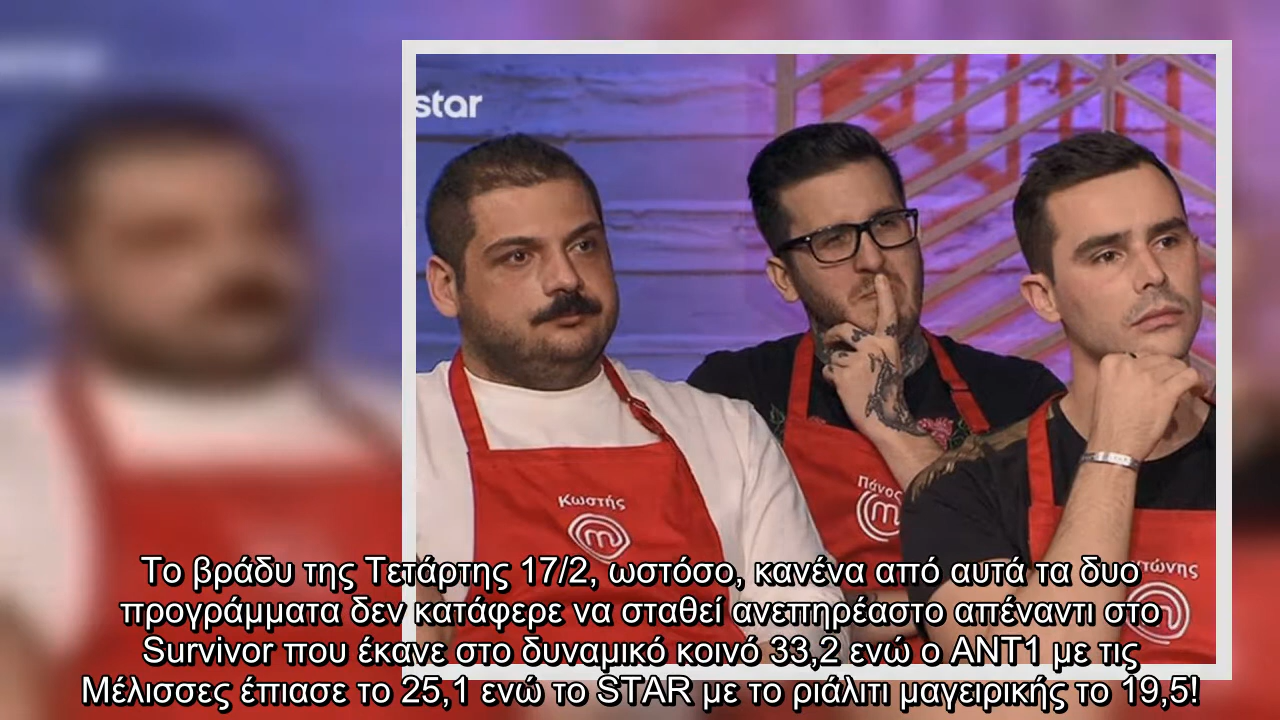 star
Κωστής
Πάνος
τώνης
Το βράδυ της Τετάρτης 17/2, ωστόσο, κανένα από αυτά τα δυο
προγράμματα δεν κατάφερε να σταθεί ανεπηρέαστο απέναντι στο
Survivor που έκανε στο δυναμικό κοινό 33,2 ενώ ο ΑΝΤ1 με τις
Μέλισσες έπιασε το 25,1 ενώ το STAR με το ριάλιτι μαγειρικής το 19,5!